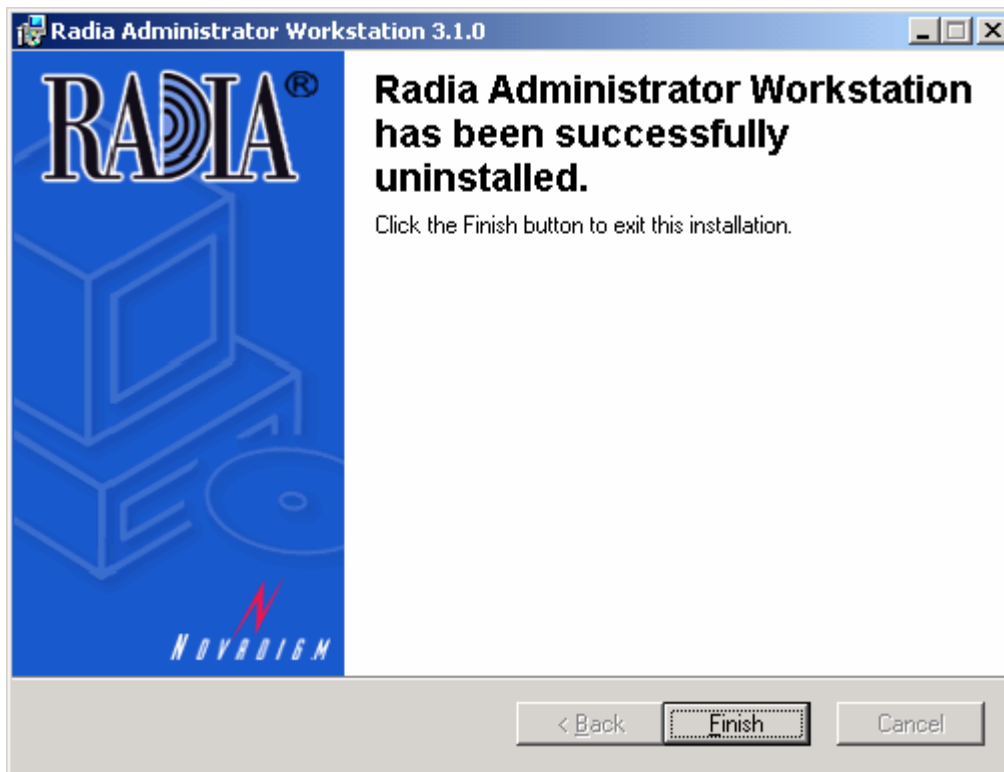 Radia Administrator Workstation 3.1.0
RADIA®
Radia Administrator Workstation
has been successfully
uninstalled.
Click the Finish button to exit this installation.
NOVADIGM
< Back
Finish
Cancel